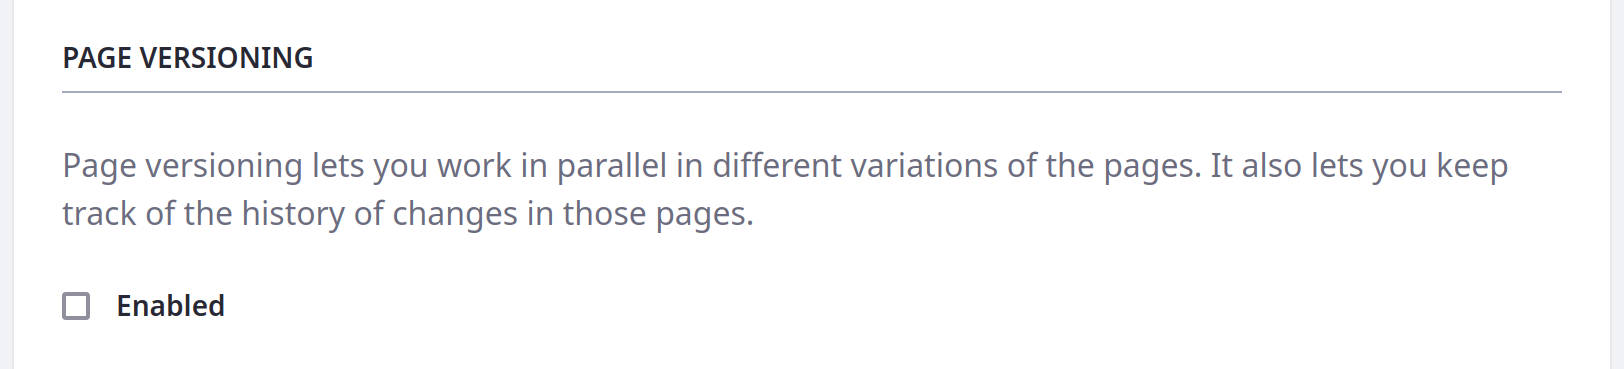 PAGE VERSIONING
Page versioning lets you work in parallel in different variations of the pages. It also lets you keep
track of the history of changes in those pages.
Enabled